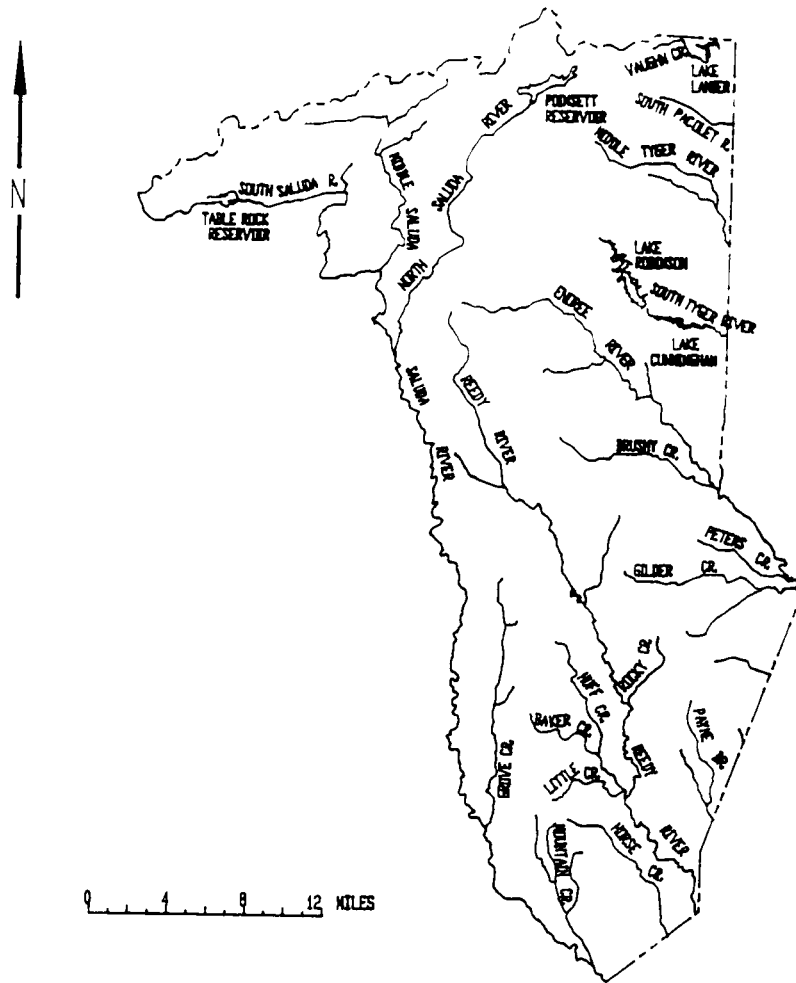 VAUGHN CR.
LAKE
LANIER
PODISETT
RESERVOIR
SOUTH PACOLET R.
MIDDLE TYGER RIVER
N
SOUTH SALUDA R.
TABLE ROCK
RESERVOIR
MIDDLE SALUDA
NORTH SALUDA RIVER
LAKE
ROBINSON
SOUTH TYGER RIVER
LAKE
CUNNINGHAM
ENOREE RIVER
SALUDA RIVER
REEDY RIVER
BRUSHY CR.
PETERS CR.
GILDER CR.
ROCKY CR.
HUFF CR.
BAKER CR.
PAYNE BR.
GROVE CR.
LITTLE CR.
REEDY RIVER
MOUNTAIN CR.
HORSE CR.
0 4 8 12 MILES